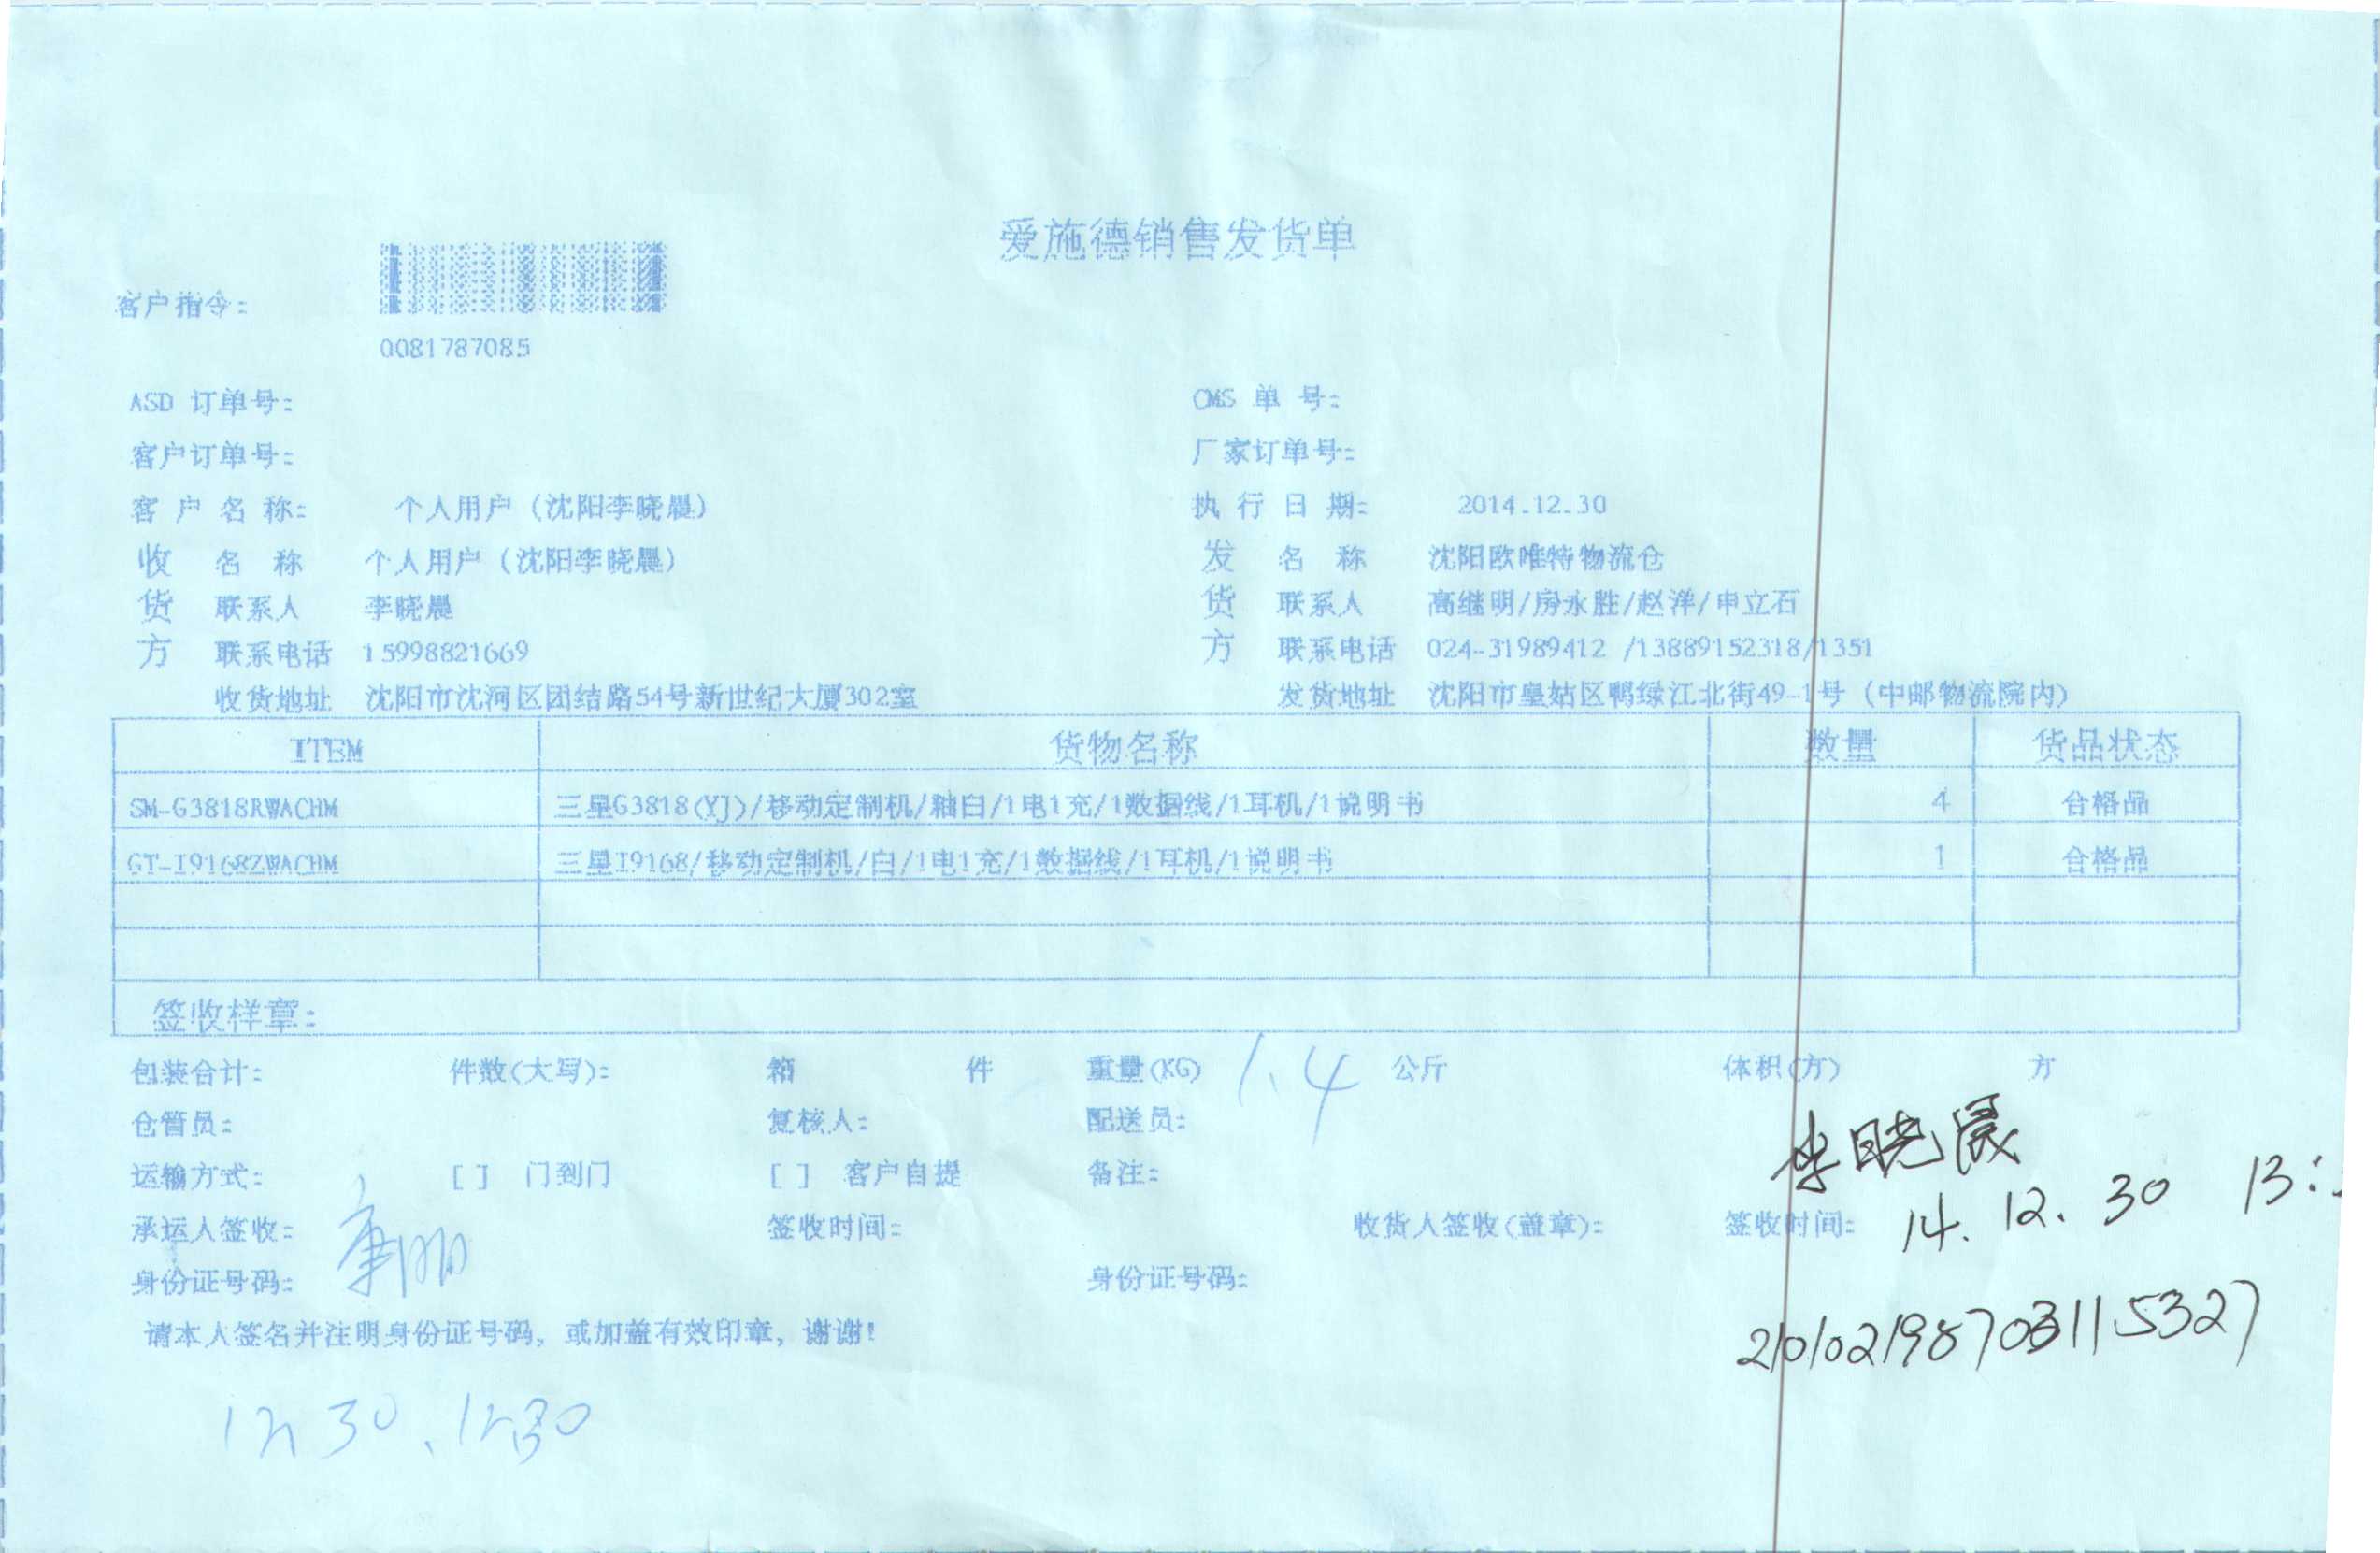 爱施德销售发货单
客户指令:
0081787085
ASD 订单号: OMS 单 号:
客户订单号: 厂家订单号:
客 户 名 称: 个人用户（沈阳李晓晨） 执 行 日 期: 2014.12.30
收 名 称 个人用户（沈阳李晓晨） 发 名 称 沈阳欧唯特物流仓
货 联系人 李晓晨 货 联系人 高继明/房永胜/赵洋/申立石
方 联系电话 15998821669 方 联系电话 024-31989412 /13889152318/1351
收货地址 沈阳市沈河区团结路54号新世纪大厦302室 发货地址 沈阳市皇姑区鸭绿江北街49-1号（中邮物流院内）
ITEM 货物名称 数量 货品状态
SM-G3818RWACHM 三星G3818(YJ)/移动定制机/釉白/1电1充/1数据线/1耳机/1说明书 4 合格品
GT-I9168ZWACHM 三星I9168/移动定制机/白/1电1充/1数据线/1耳机/1说明书 1 合格品
签收样章:
包装合计: 件数(大写): 箱 件 重量(KG) 1.4 公斤 体积(方) 方
仓管员: 复核人: 配送员:
李晓晨
运输方式: [ ] 门到门 [ ] 客户自提 备注:
承运人签收: 签收时间: 收货人签收(盖章): 签收时间: 14.12.30 13:
身份证号码: 身份证号码:
210102198703115327
请本人签名并注明身份证号码, 或加盖有效印章, 谢谢!